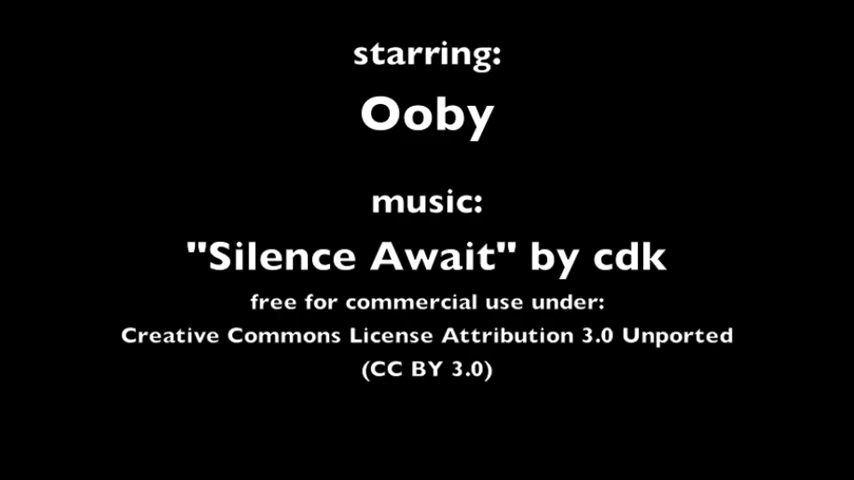 starring:
Ooby
music:
"Silence Await" by cdk
free for commercial use under:
Creative Commons License Attribution 3.0 Unported
(CC BY 3.0)